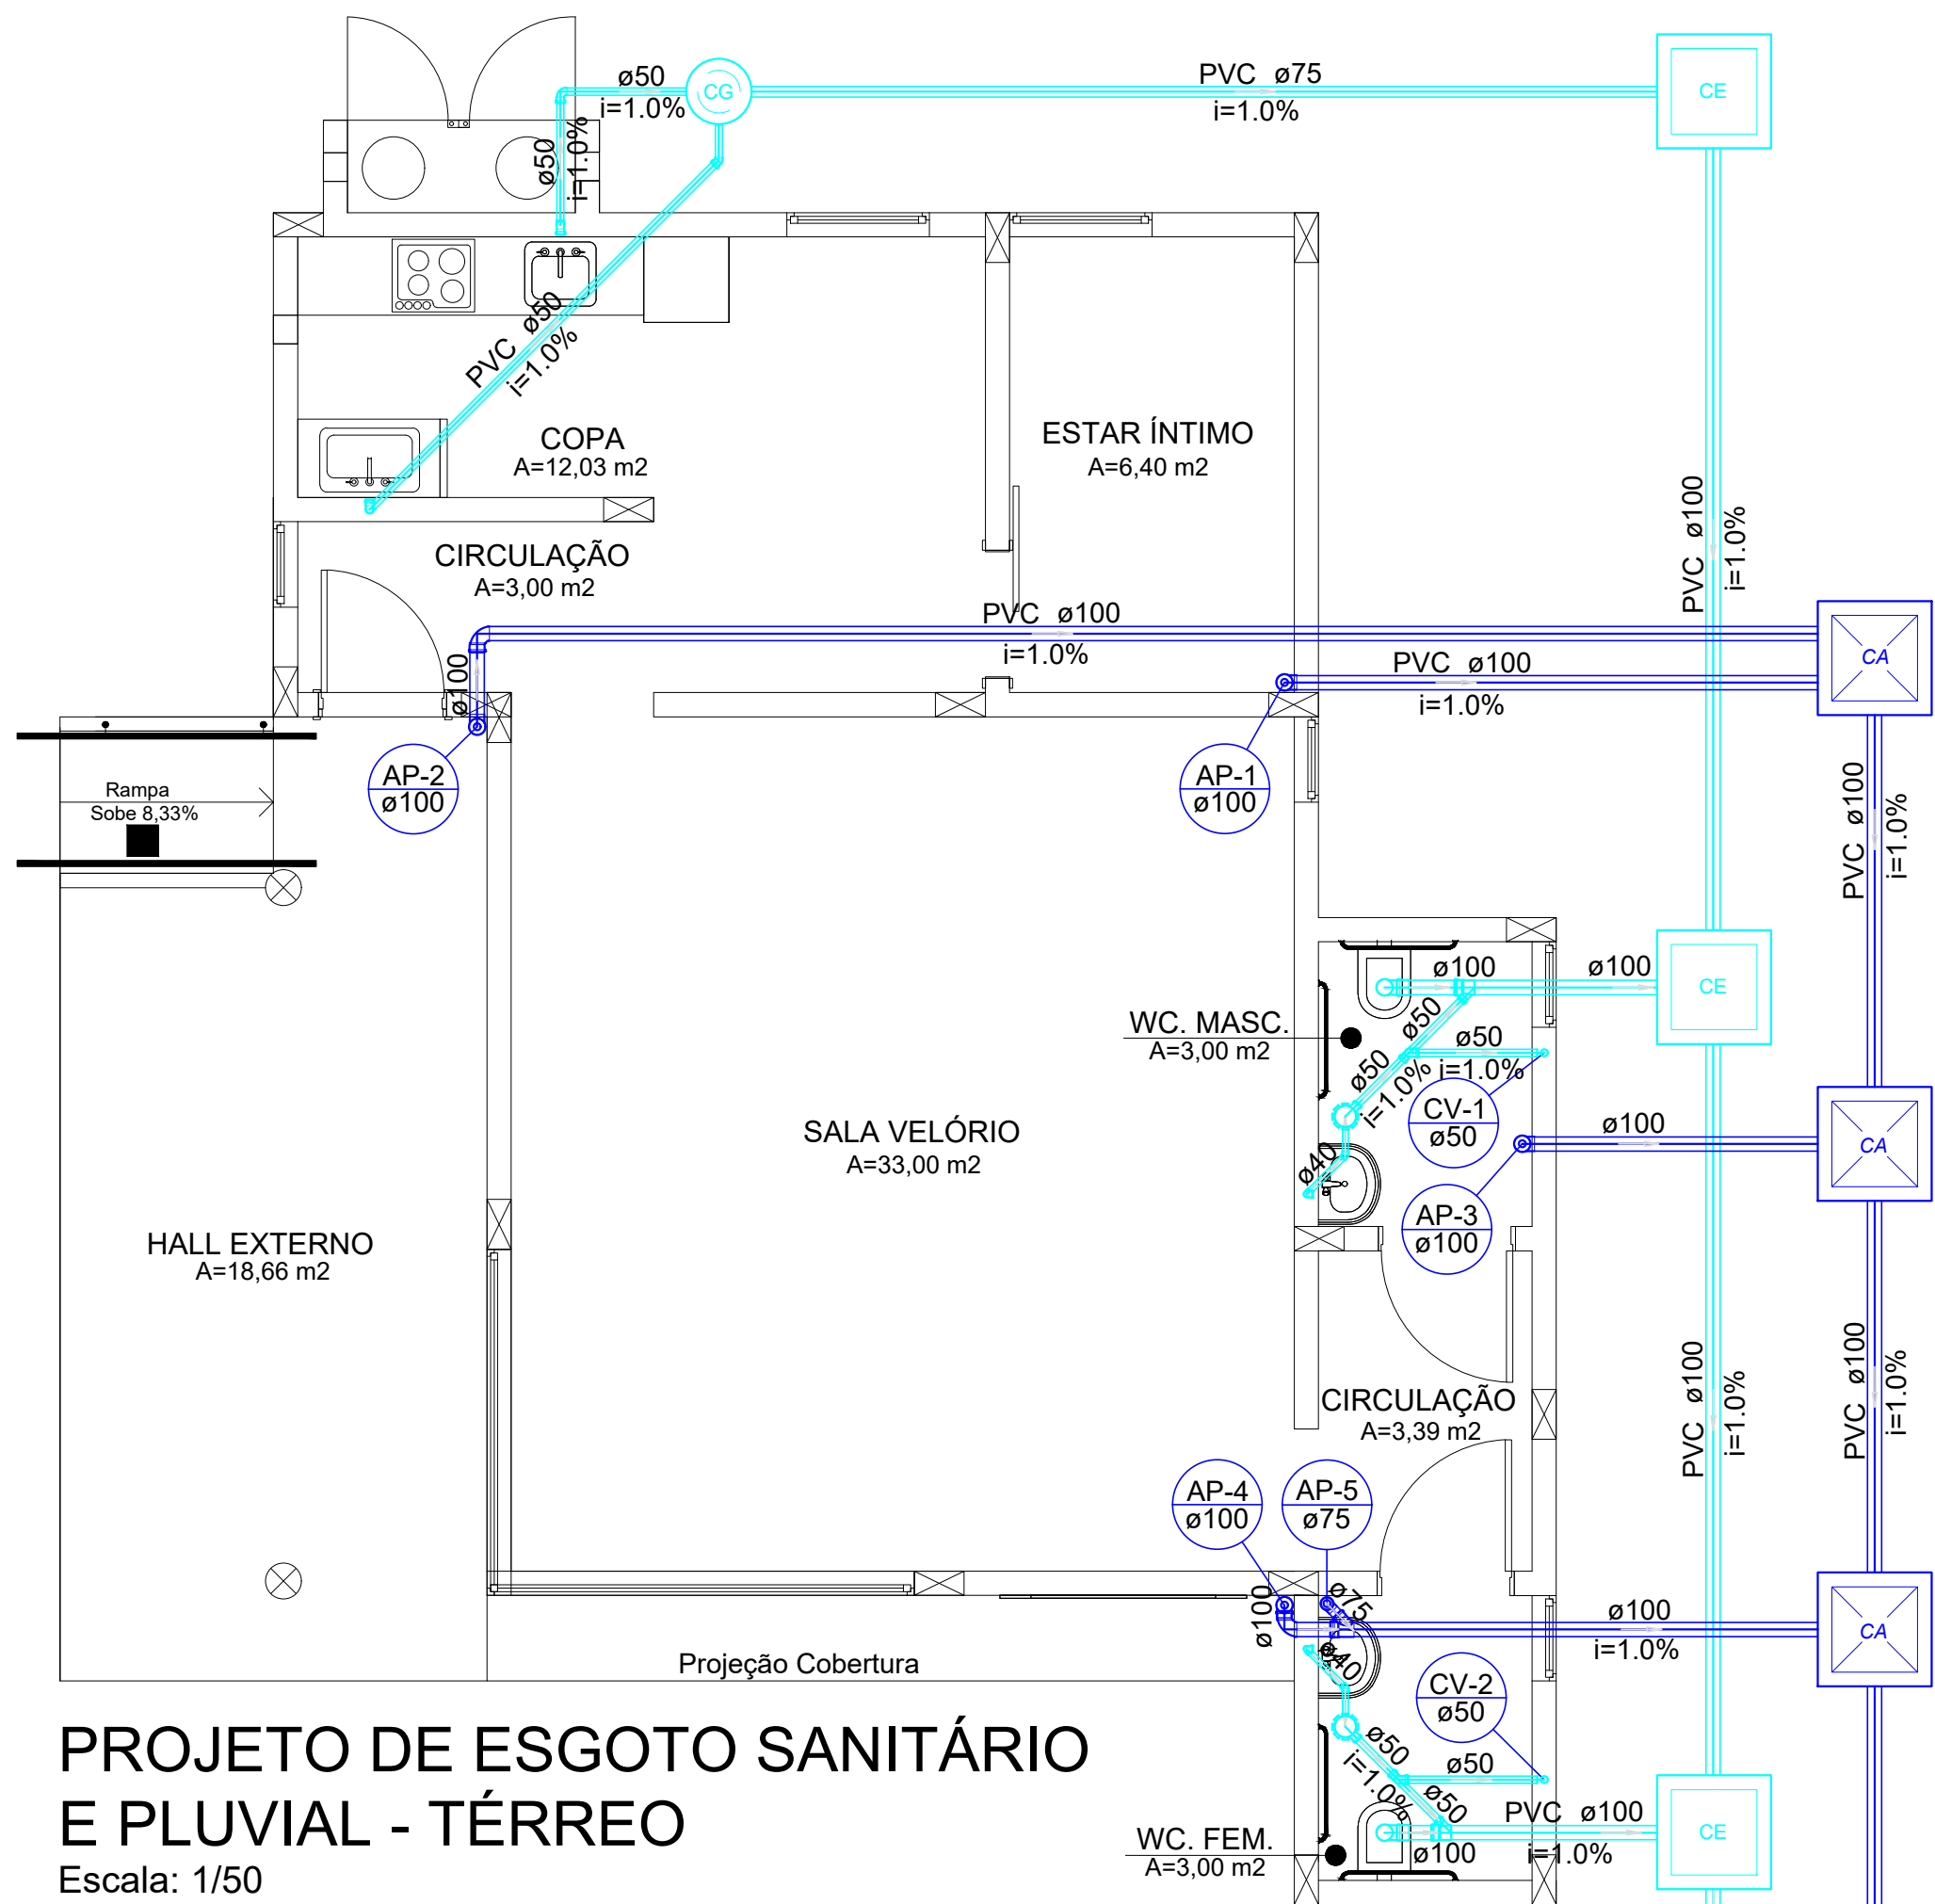 ø50
i=1.0%
CG
PVC ø75
i=1.0%
CE
ø50
i=1.0%
PVC ø50
i=1.0%
COPA
A=12,03 m2
ESTAR ÍNTIMO
A=6,40 m2
PVC ø100
i=1.0%
CIRCULAÇÃO
A=3,00 m2
PVC ø100
i=1.0%
PVC ø100
i=1.0%
CA
ø100
AP-2
ø100
AP-1
ø100
Rampa
Sobe 8,33%
PVC ø100
i=1.0%
ø100
ø100
CE
WC. MASC.
A=3,00 m2
ø50
ø50
i=1.0%
ø50
i=1.0%
CV-1
ø50
ø40
ø100
CA
AP-3
ø100
SALA VELÓRIO
A=33,00 m2
HALL EXTERNO
A=18,66 m2
PVC ø100
i=1.0%
PVC ø100
i=1.0%
CIRCULAÇÃO
A=3,39 m2
AP-4
ø100
AP-5
ø75
ø100
ø75
ø100
i=1.0%
CA
ø40
Projeção Cobertura
CV-2
ø50
ø50
i=1.0%
ø50
ø50
PVC ø100
i=1.0%
CE
ø100
WC. FEM.
A=3,00 m2
PROJETO DE ESGOTO SANITÁRIO
E PLUVIAL - TÉRREO
Escala: 1/50